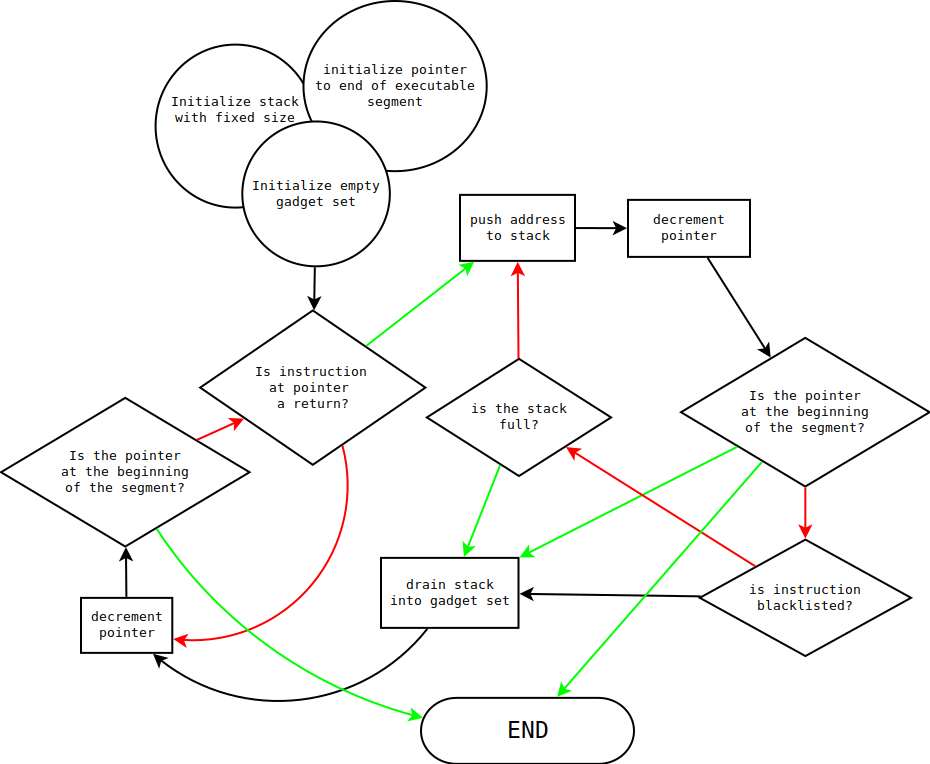 initialize pointer
to end of executable
segment
Initialize stack
with fixed size
Initialize empty
gadget set
push address
to stack
decrement
pointer
Is instruction
at pointer
a return?
is the stack
full?
Is the pointer
at the beginning
of the segment?
Is the pointer
at the beginning
of the segment?
drain stack
into gadget set
is instruction
blacklisted?
decrement
pointer
END